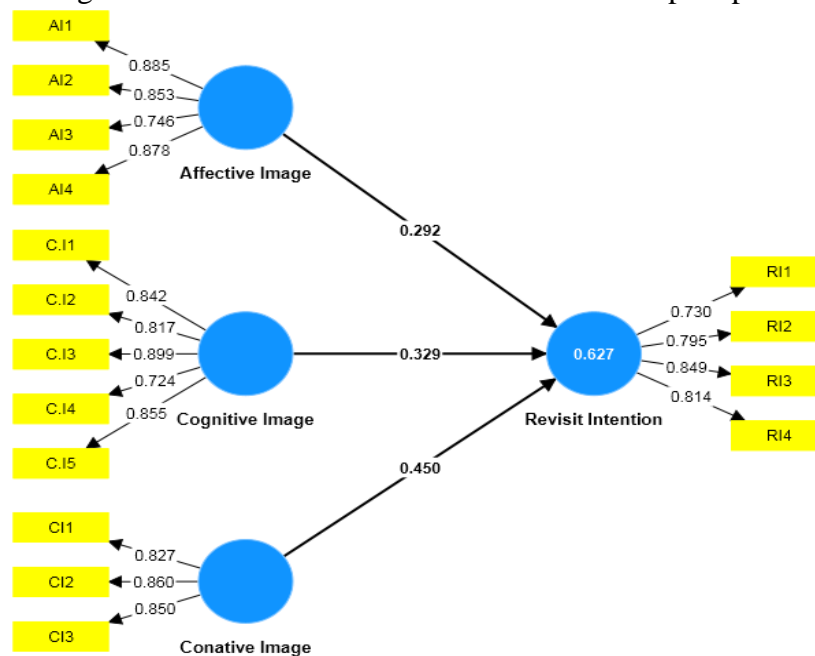 AI1
0.885
AI2
0.853
AI3
0.746
0.878
AI4
Affective Image
0.292
C.I1
0.842
C.I2
0.817
C.I3
0.899
C.I4
0.724
0.855
C.I5
Cognitive Image
0.329
CI1
0.827
CI2
0.860
CI3
0.850
Conative Image
0.450
0.627
Revisit Intention
RI1
0.730
RI2
0.795
0.849
RI3
0.814
RI4